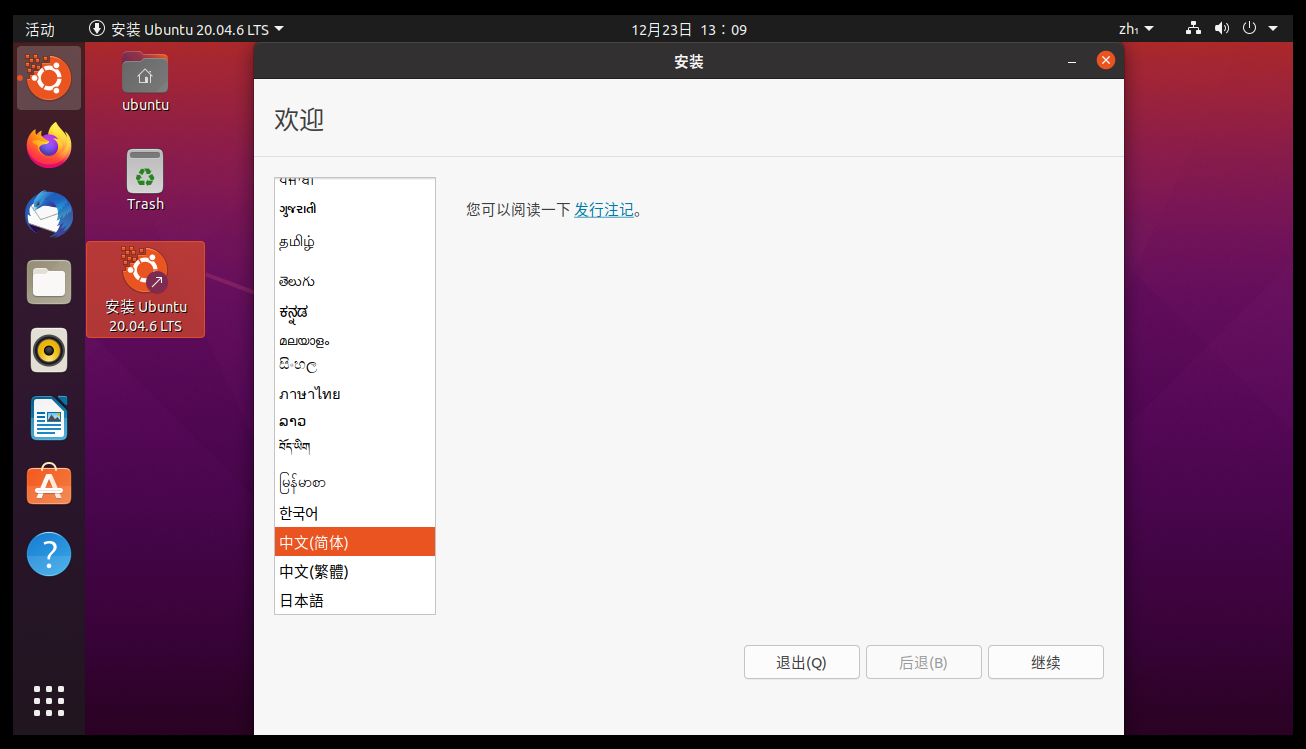 活动
安装 Ubuntu 20.04.6 LTS
12月23日 13：09
zh₁
ubuntu
Trash
安装 Ubuntu
20.04.6 LTS
安装
欢迎
ગુજરાતી
தமிழ்
తెలుగు
ಕನ್ನಡ
മലയാളം
සිංහල
ภาษาไทย
ລາວ
བོད་ཡིག
မြန်မာစာ
한국어
中文(简体)
中文(繁體)
日本語
您可以阅读一下 发行注记。
退出(Q)
后退(B)
继续